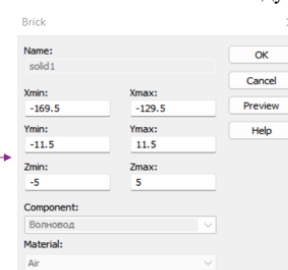 Brick
Name:
solid1
OK
Cancel
Xmin:
Xmax:
-169.5
-129.5
Preview
Ymin:
Ymax:
Help
-11.5
11.5
Zmin:
Zmax:
-5
5
Component:
Волновод
Material:
Air